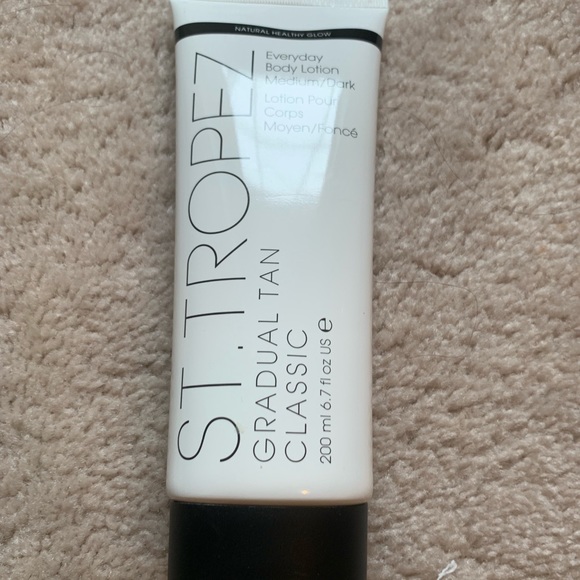 NATURAL HEALTHY GLOW
Everyday
Body Lotion
Medium/Dark
Lotion Pour
Corps
Moyen/Foncé
ST.TROPEZ
GRADUAL TAN
CLASSIC
200 ml 6.7 fl oz US ℮